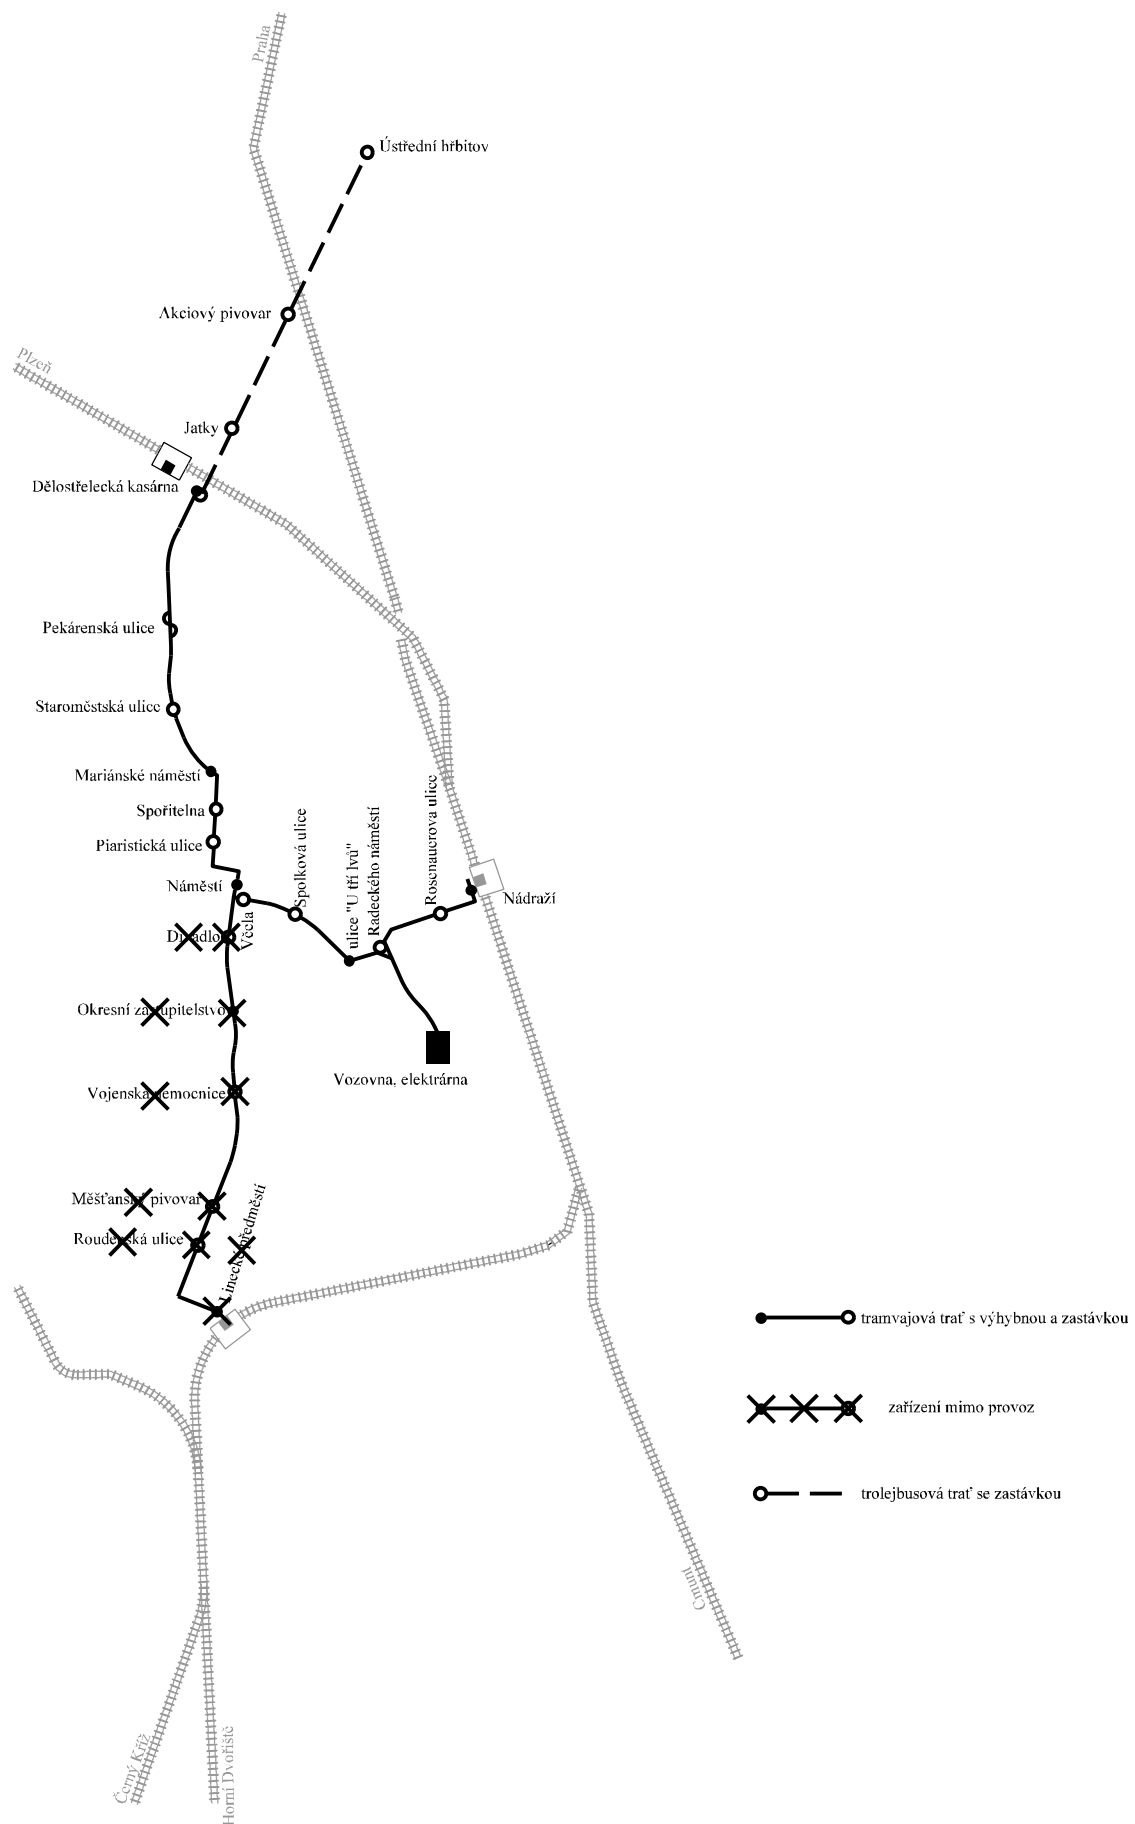 Praha
Ústřední hřbitov
Akciový pivovar
Plzeň
Jatky
Dělostřelecká kasárna
Pekárenská ulice
Staroměstská ulice
Mariánské náměstí
Spořitelna
Piaristická ulice
Náměstí
Včela
Spolková ulice
ulice "U tří lvů"
Radeckého náměstí
Rosenauerova ulice
Nádraží
Divadlo
Okresní zastupitelstvo
Vozovna, elektrárna
Vojenská nemocnice
Měšťanský pivovar
Roudenská ulice
Linecké předměstí
tramvajová trať s výhybnou a zastávkou
zařízení mimo provoz
trolejbusová trať se zastávkou
Gmünd
Černý Kříž
Horní Dvořiště